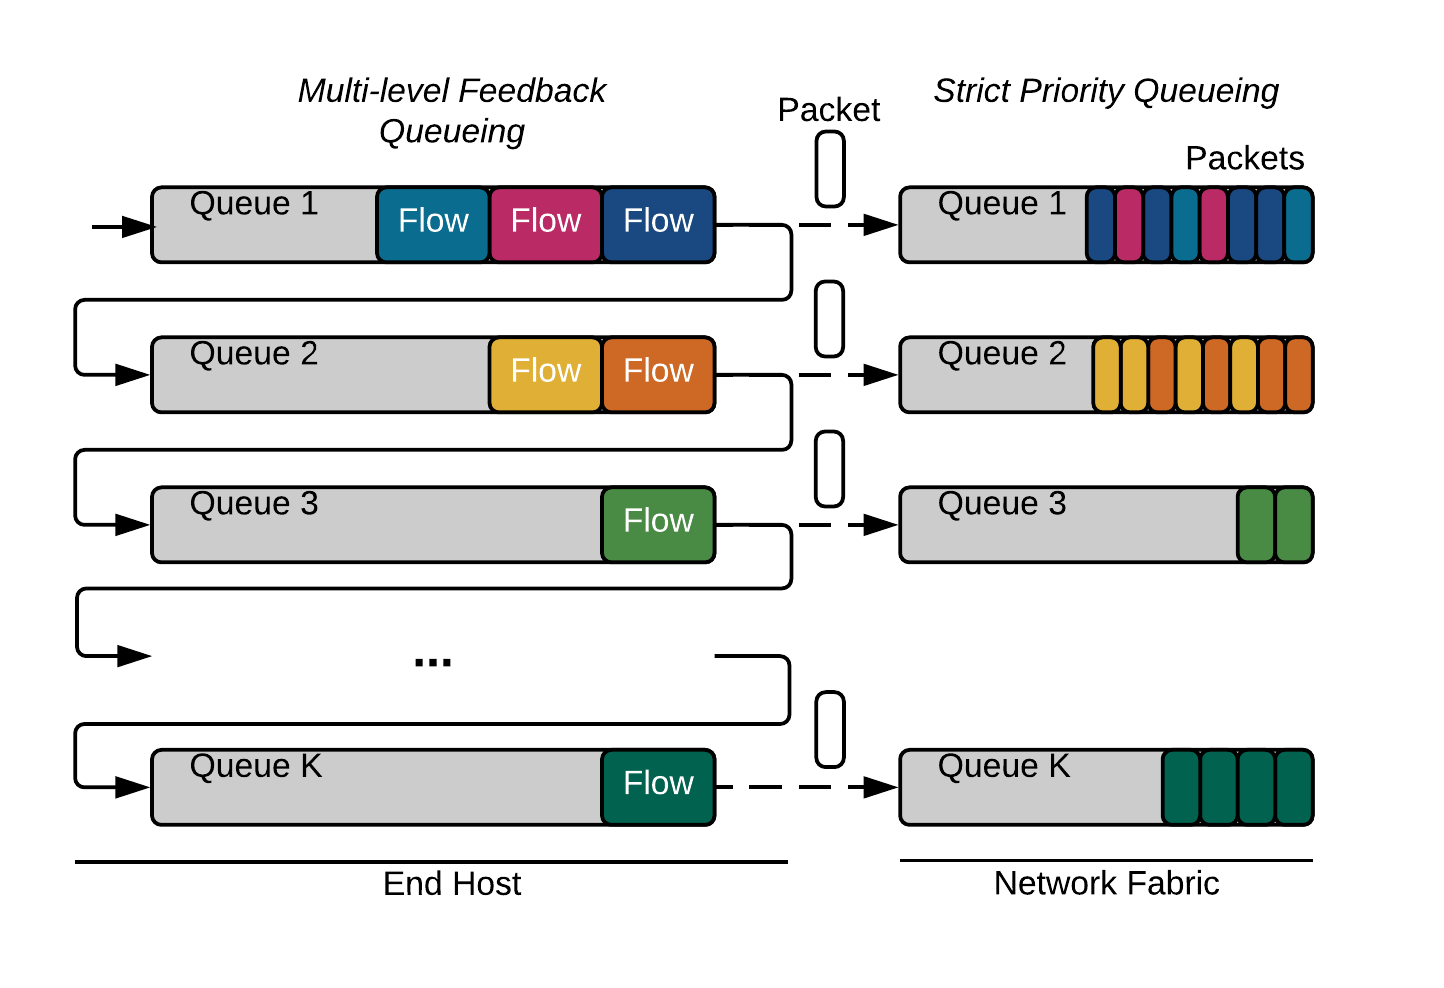 Multi-level Feedback
Queueing
Packet
Strict Priority Queueing
Packets
Queue 1
Flow
Flow
Flow
Queue 1
Queue 2
Flow
Flow
Queue 2
Queue 3
Flow
Queue 3
...
Queue K
Flow
Queue K
End Host
Network Fabric